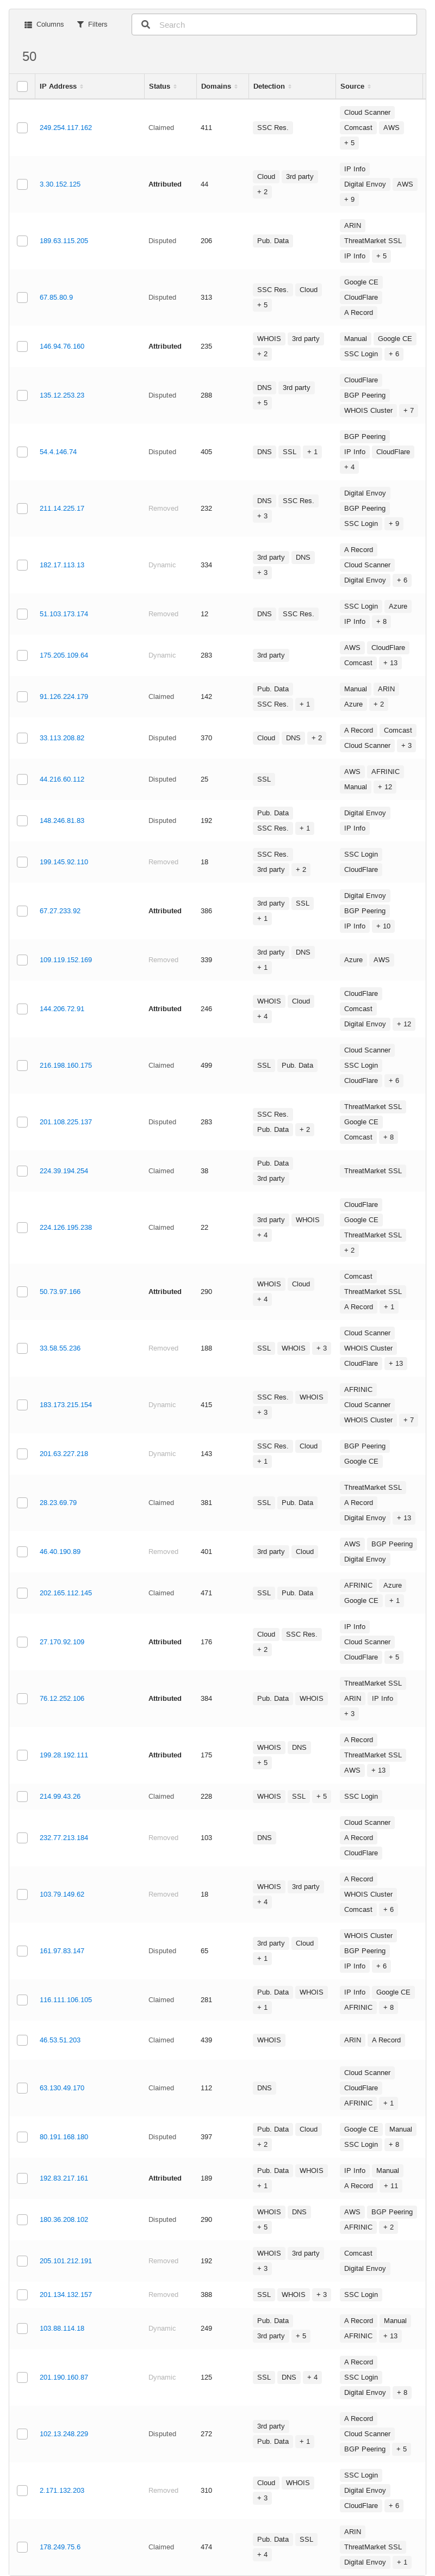 Columns Filters Search
50
IP Address Status Domains Detection Source
249.254.117.162 Claimed 411 SSC Res. Cloud Scanner Comcast AWS + 5
3.30.152.125 Attributed 44 Cloud 3rd party + 2 IP Info Digital Envoy AWS + 9
189.63.115.205 Disputed 206 Pub. Data ARIN ThreatMarket SSL IP Info + 5
67.85.80.9 Disputed 313 SSC Res. Cloud + 5 Google CE CloudFlare A Record
146.94.76.160 Attributed 235 WHOIS 3rd party + 2 Manual Google CE SSC Login + 6
135.12.253.23 Disputed 288 DNS 3rd party + 5 CloudFlare BGP Peering WHOIS Cluster + 7
54.4.146.74 Disputed 405 DNS SSL + 1 BGP Peering IP Info CloudFlare + 4
211.14.225.17 Removed 232 DNS SSC Res. + 3 Digital Envoy BGP Peering SSC Login + 9
182.17.113.13 Dynamic 334 3rd party DNS + 3 A Record Cloud Scanner Digital Envoy + 6
51.103.173.174 Removed 12 DNS SSC Res. SSC Login Azure IP Info + 8
175.205.109.64 Dynamic 283 3rd party AWS CloudFlare Comcast + 13
91.126.224.179 Claimed 142 Pub. Data SSC Res. + 1 Manual ARIN Azure + 2
33.113.208.82 Disputed 370 Cloud DNS + 2 A Record Comcast Cloud Scanner + 3
44.216.60.112 Disputed 25 SSL AWS AFRINIC Manual + 12
148.246.81.83 Disputed 192 Pub. Data SSC Res. + 1 Digital Envoy IP Info
199.145.92.110 Removed 18 SSC Res. 3rd party + 2 SSC Login CloudFlare
67.27.233.92 Attributed 386 3rd party SSL + 1 Digital Envoy BGP Peering IP Info + 10
109.119.152.169 Removed 339 3rd party DNS + 1 Azure AWS
144.206.72.91 Attributed 246 WHOIS Cloud + 4 CloudFlare Comcast Digital Envoy + 12
216.198.160.175 Claimed 499 SSL Pub. Data Cloud Scanner SSC Login CloudFlare + 6
201.108.225.137 Disputed 283 SSC Res. Pub. Data + 2 ThreatMarket SSL Google CE Comcast + 8
224.39.194.254 Claimed 38 Pub. Data 3rd party ThreatMarket SSL
224.126.195.238 Claimed 22 3rd party WHOIS + 4 CloudFlare Google CE ThreatMarket SSL + 2
50.73.97.166 Attributed 290 WHOIS Cloud + 4 Comcast ThreatMarket SSL A Record + 1
33.58.55.236 Removed 188 SSL WHOIS + 3 Cloud Scanner WHOIS Cluster CloudFlare + 13
183.173.215.154 Dynamic 415 SSC Res. WHOIS + 3 AFRINIC Cloud Scanner WHOIS Cluster + 7
201.63.227.218 Dynamic 143 SSC Res. Cloud + 1 BGP Peering Google CE
28.23.69.79 Claimed 381 SSL Pub. Data ThreatMarket SSL A Record Digital Envoy + 13
46.40.190.89 Removed 401 3rd party Cloud AWS BGP Peering Digital Envoy
202.165.112.145 Claimed 471 SSL Pub. Data AFRINIC Azure Google CE + 1
27.170.92.109 Attributed 176 Cloud SSC Res. + 2 IP Info Cloud Scanner CloudFlare + 5
76.12.252.106 Attributed 384 Pub. Data WHOIS ThreatMarket SSL ARIN IP Info + 3
199.28.192.111 Attributed 175 WHOIS DNS + 5 A Record ThreatMarket SSL AWS + 13
214.99.43.26 Claimed 228 WHOIS SSL + 5 SSC Login
232.77.213.184 Removed 103 DNS Cloud Scanner A Record CloudFlare
103.79.149.62 Removed 18 WHOIS 3rd party + 4 A Record WHOIS Cluster Comcast + 6
161.97.83.147 Disputed 65 3rd party Cloud + 1 WHOIS Cluster BGP Peering IP Info + 6
116.111.106.105 Claimed 281 Pub. Data WHOIS + 1 IP Info Google CE AFRINIC + 8
46.53.51.203 Claimed 439 WHOIS ARIN A Record
63.130.49.170 Claimed 112 DNS Cloud Scanner CloudFlare AFRINIC + 1
80.191.168.180 Disputed 397 Pub. Data Cloud + 2 Google CE Manual SSC Login + 8
192.83.217.161 Attributed 189 Pub. Data WHOIS + 1 IP Info Manual A Record + 11
180.36.208.102 Disputed 290 WHOIS DNS + 5 AWS BGP Peering AFRINIC + 2
205.101.212.191 Removed 192 WHOIS 3rd party + 3 Comcast Digital Envoy
201.134.132.157 Removed 388 SSL WHOIS + 3 SSC Login
103.88.114.18 Dynamic 249 Pub. Data 3rd party + 5 A Record Manual AFRINIC + 13
201.190.160.87 Dynamic 125 SSL DNS + 4 A Record SSC Login Digital Envoy + 8
102.13.248.229 Disputed 272 3rd party Pub. Data + 1 A Record Cloud Scanner BGP Peering + 5
2.171.132.203 Removed 310 Cloud WHOIS + 3 SSC Login Digital Envoy CloudFlare + 6
178.249.75.6 Claimed 474 Pub. Data SSL + 4 ARIN ThreatMarket SSL Digital Envoy + 1